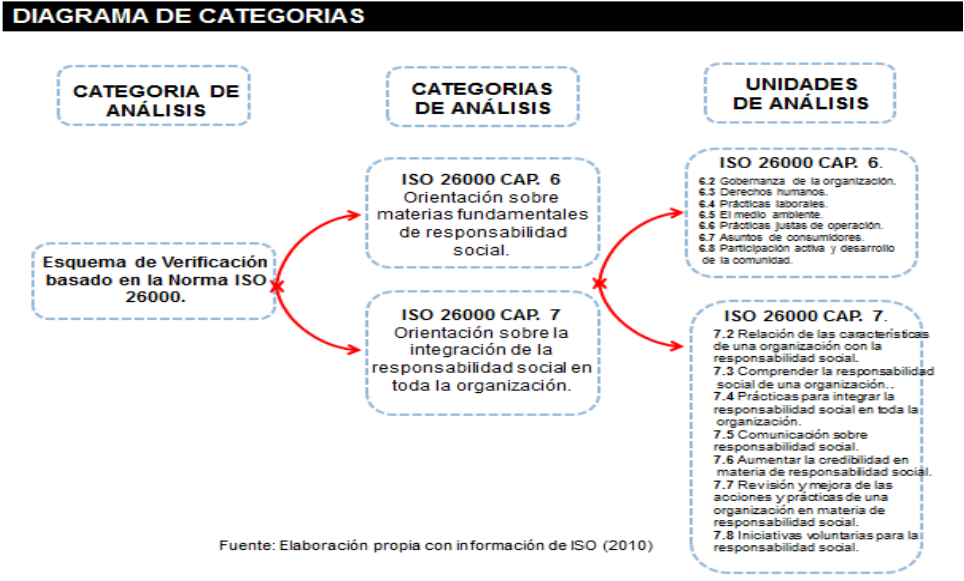 DIAGRAMA DE CATEGORIAS
CATEGORIA DE
ANÁLISIS
CATEGORIAS
DE ANÁLISIS
UNIDADES
DE ANÁLISIS
Esquema de Verificación
basado en la Norma ISO
26000.
ISO 26000 CAP. 6
Orientación sobre
materias fundamentales
de responsabilidad
social.
ISO 26000 CAP. 7
Orientación sobre la
integración de la
responsabilidad social en
toda la organización.
ISO 26000 CAP. 6.
6.2 Gobernanza de la organización.
6.3 Derechos humanos.
6.4 Prácticas laborales.
6.5 El medio ambiente.
6.6 Prácticas justas de operación.
6.7 Asuntos de consumidores.
6.8 Participación activa y desarrollo
de la comunidad.
ISO 26000 CAP. 7.
7.2 Relación de las características
de una organización con la
responsabilidad social.
7.3 Comprender la responsabilidad
social de una organización..
7.4 Prácticas para integrar la
responsabilidad social en toda la
organización.
7.5 Comunicación sobre
responsabilidad social.
7.6 Aumentar la credibilidad en
materia de responsabilidad social.
7.7 Revisión y mejora de las
acciones y prácticas de una
organización en materia de
responsabilidad social.
7.8 Iniciativas voluntarias para la
responsabilidad social.
Fuente: Elaboración propia con información de ISO (2010)